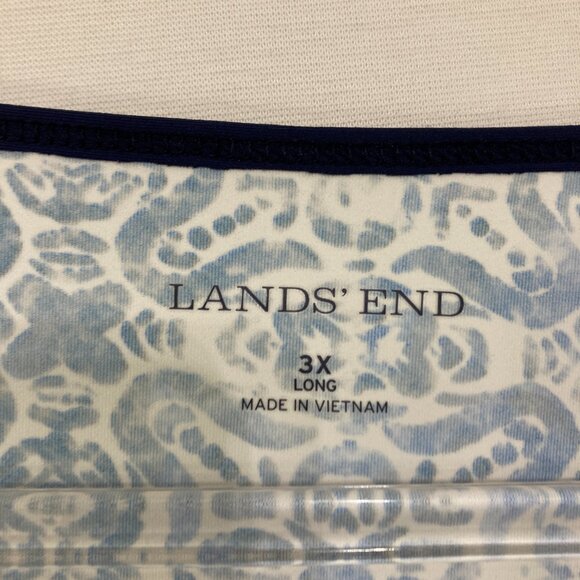 LANDS' END
3X
LONG
MADE IN VIETNAM